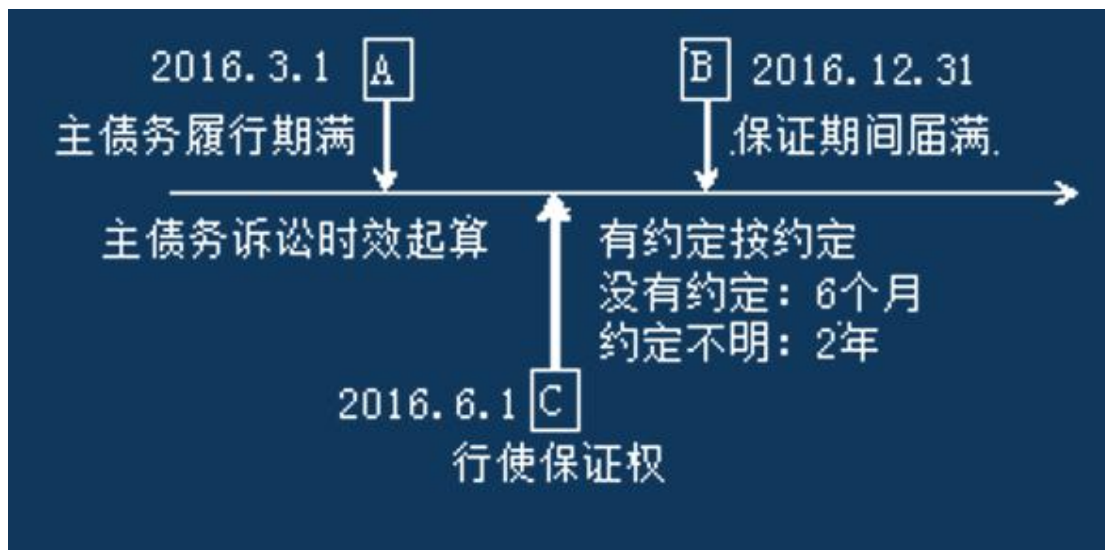 2016.3.1 A
主债务履行期满
B 2016.12.31
保证期间届满
主债务诉讼时效起算
有约定按约定
没有约定：6个月
约定不明：2年
2016.6.1 C
行使保证权